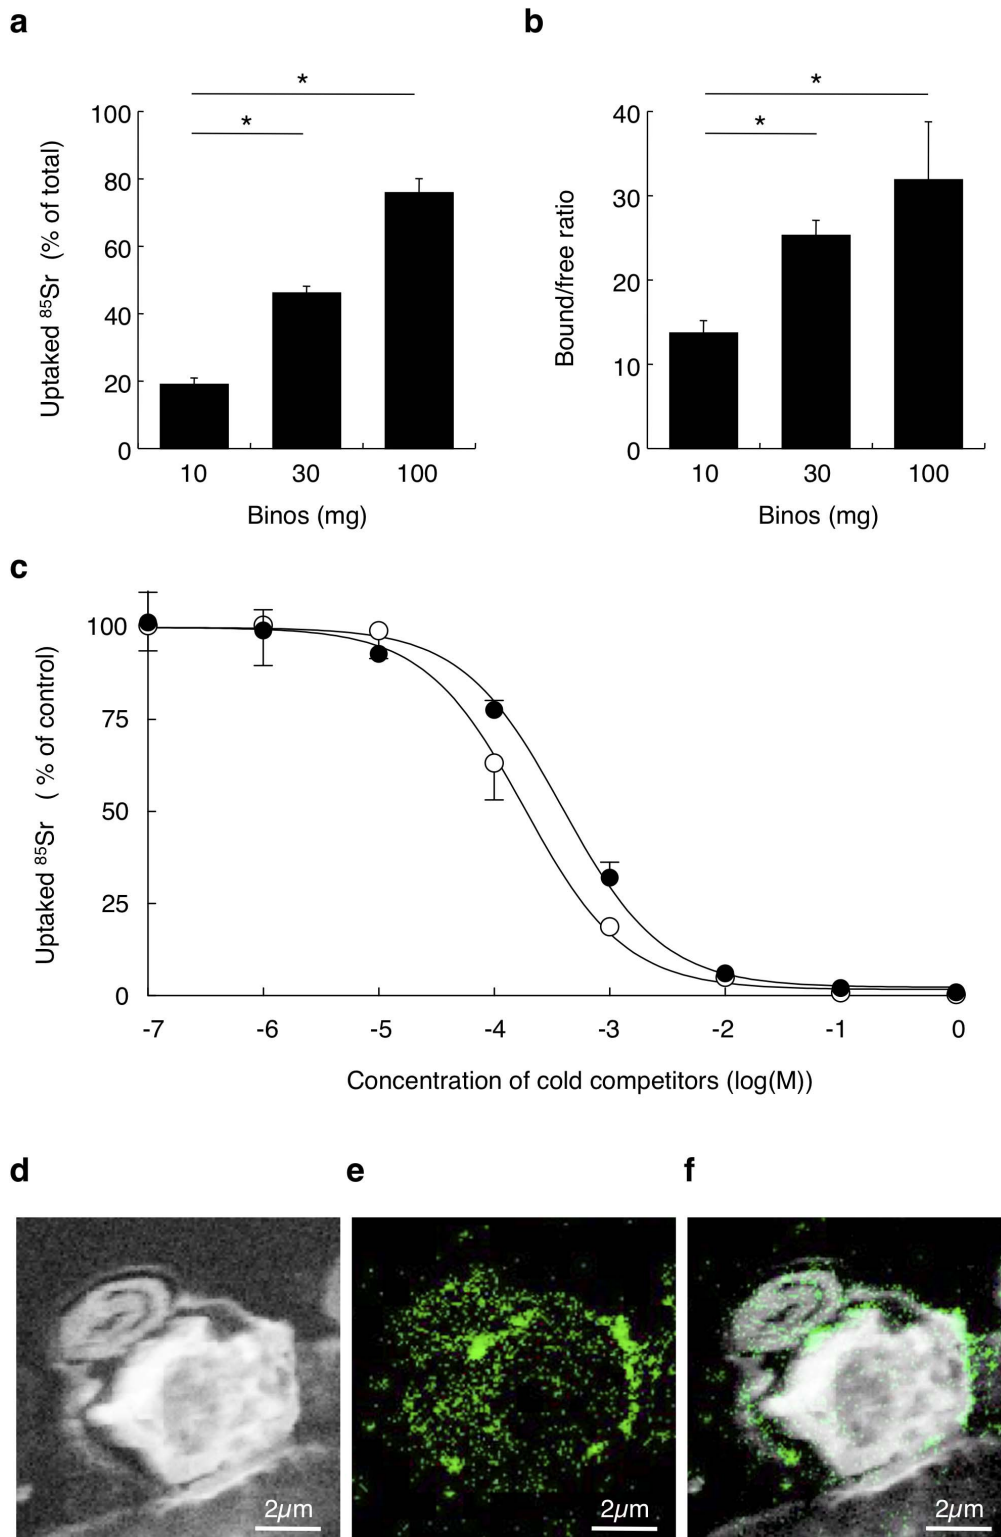 a
b
*
*
100
80
60
40
20
0
Uptaked ⁸⁵Sr (% of total)
10 30 100
Binos (mg)
*
*
40
30
20
10
0
Bound/free ratio
10 30 100
Binos (mg)
c
100
75
50
25
0
Uptaked ⁸⁵Sr ( % of control)
-7 -6 -5 -4 -3 -2 -1 0
Concentration of cold competitors (log(M))
d
e
f
2μm
2μm
2μm